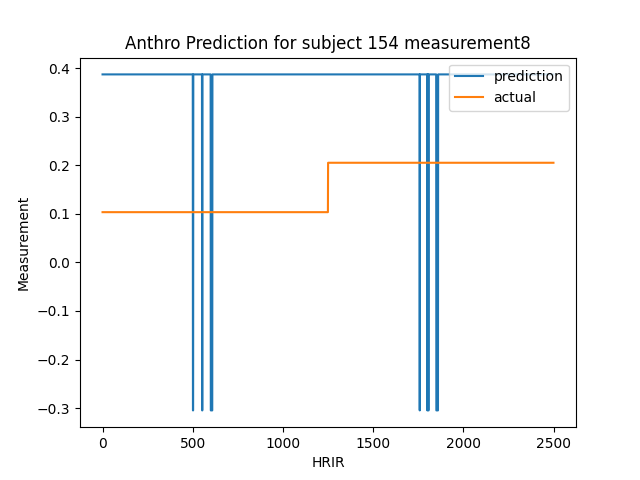 Anthro Prediction for subject 154 measurement8
0.4
0.3
0.2
0.1
0.0
−0.1
−0.2
−0.3
Measurement
prediction
actual
0 500 1000 1500 2000 2500
HRIR